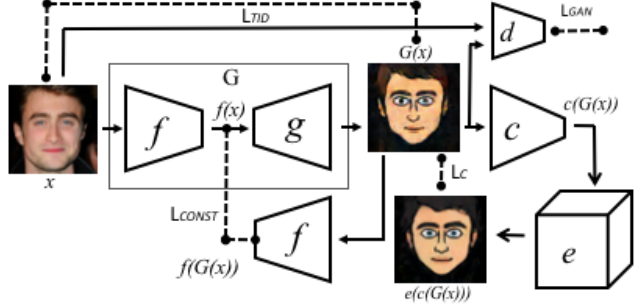 LTID
d
LGAN
G
G(x)
f
f(x)
g
c
c(G(x))
x
LC
LCONST
f
f(G(x))
e
e(c(G(x)))